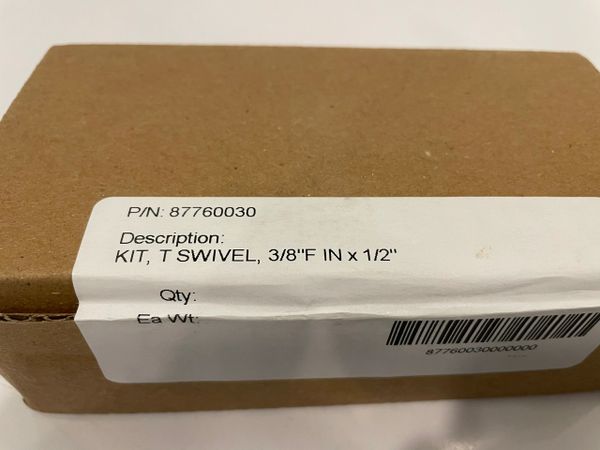 P/N: 87760030
Description:
KIT, T SWIVEL, 3/8"F IN x 1/2"
Qty:
Ea Wt:
87760030000000